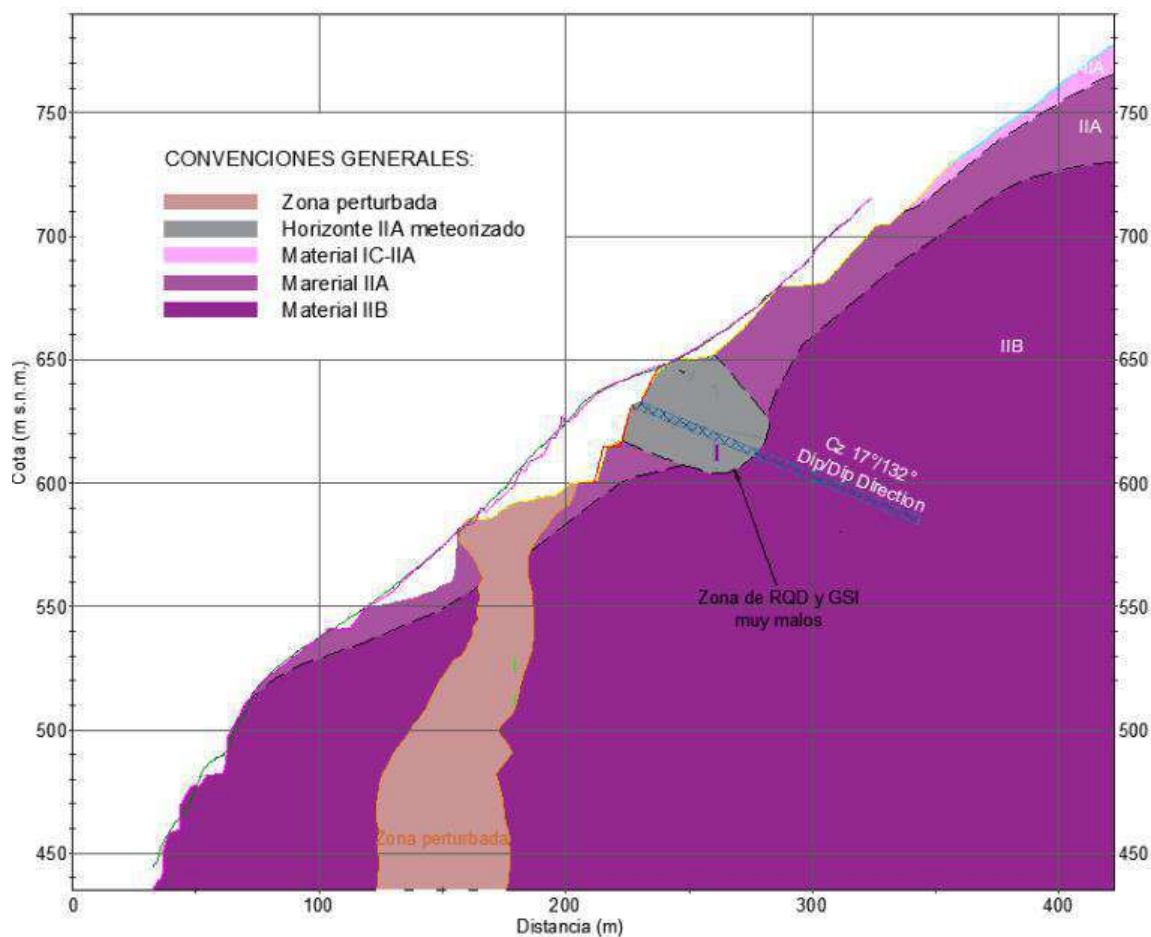 CONVENCIONES GENERALES:
Zona perturbada
Horizonte IIA meteorizado
Material IC-IIA
Marerial IIA
Material IIB
IIA
IIA
IIB
750
700
650
600
550
500
450
750
700
650
600
550
500
450
Cota (m s.n.m.)
Cz 17°/132°
Dip/Dip Direction
I
Zona de RQD y GSI
muy malos
Zona perturbada
0
100
200
300
400
Distancia (m)